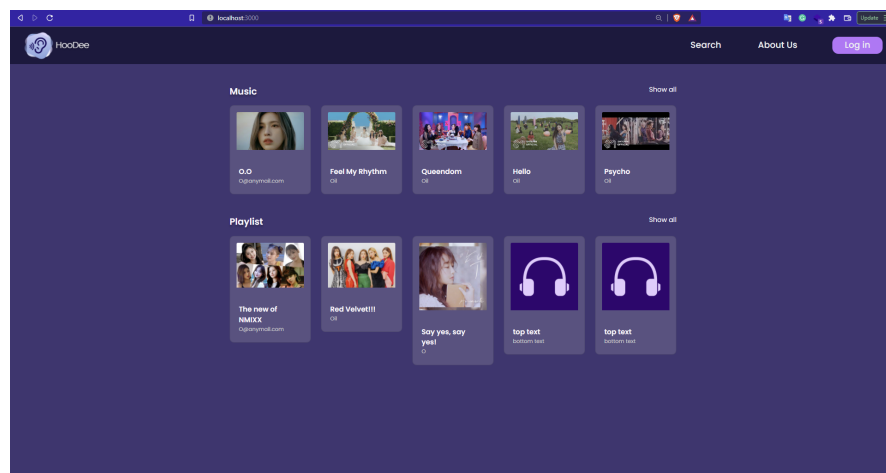 localhost:3000
Update
HooDee
Search
About Us
Log in
Music
Show all
O.O
O@anymail.com
Feel My Rhythm
Oil
Queendom
Oil
Hello
Oil
Psycho
Oil
Playlist
Show all
The new of
NMIXX
O@anymail.com
Red Velvet!!!
Oil
Say yes, say
yes!
O
top text
bottom text
top text
bottom text